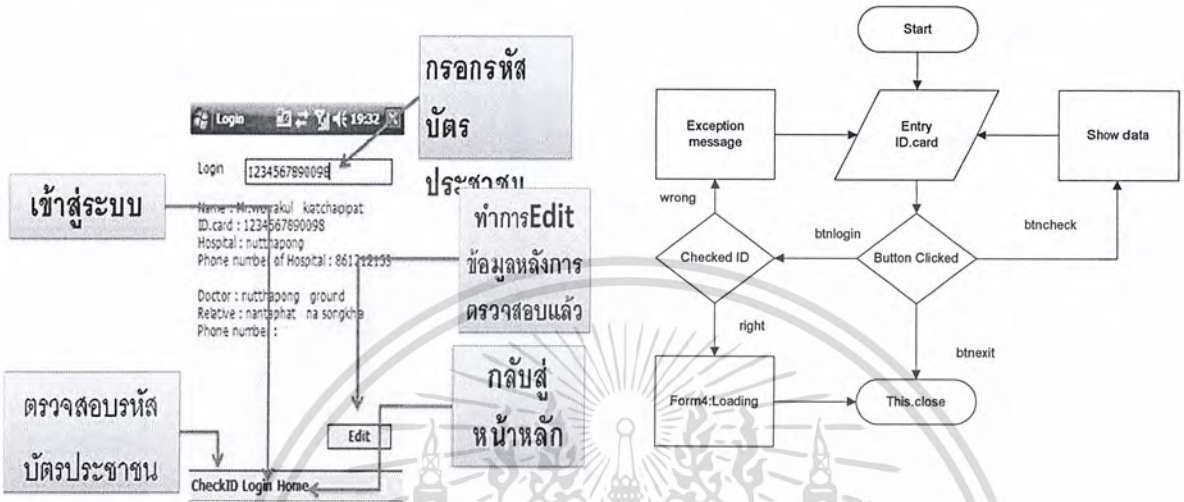 กรอกรหัส
บัตร
ประชาชน
Login 19:32
Login 1234567890098
เข้าสู่ระบบ
Name : Mr.worrakul kiatchapipat
ID.card : 1234567890098
Hospital : nutthapong
Phone number of Hospital : 861212155
ทำการEdit
ข้อมูลหลังการ
ตรวจสอบแล้ว
Doctor : nutthapong ground
Relative : nantaphat na songkhla
Phone number :
ตรวจสอบรหัส
บัตรประชาชน
กลับสู่
หน้าหลัก
Edit
CheckID Login Home
Start
Exception
message
Entry
ID.card
Show data
wrong
btnlogin
btncheck
Checked ID
Button Clicked
right
btnexit
Form4:Loading
This.close